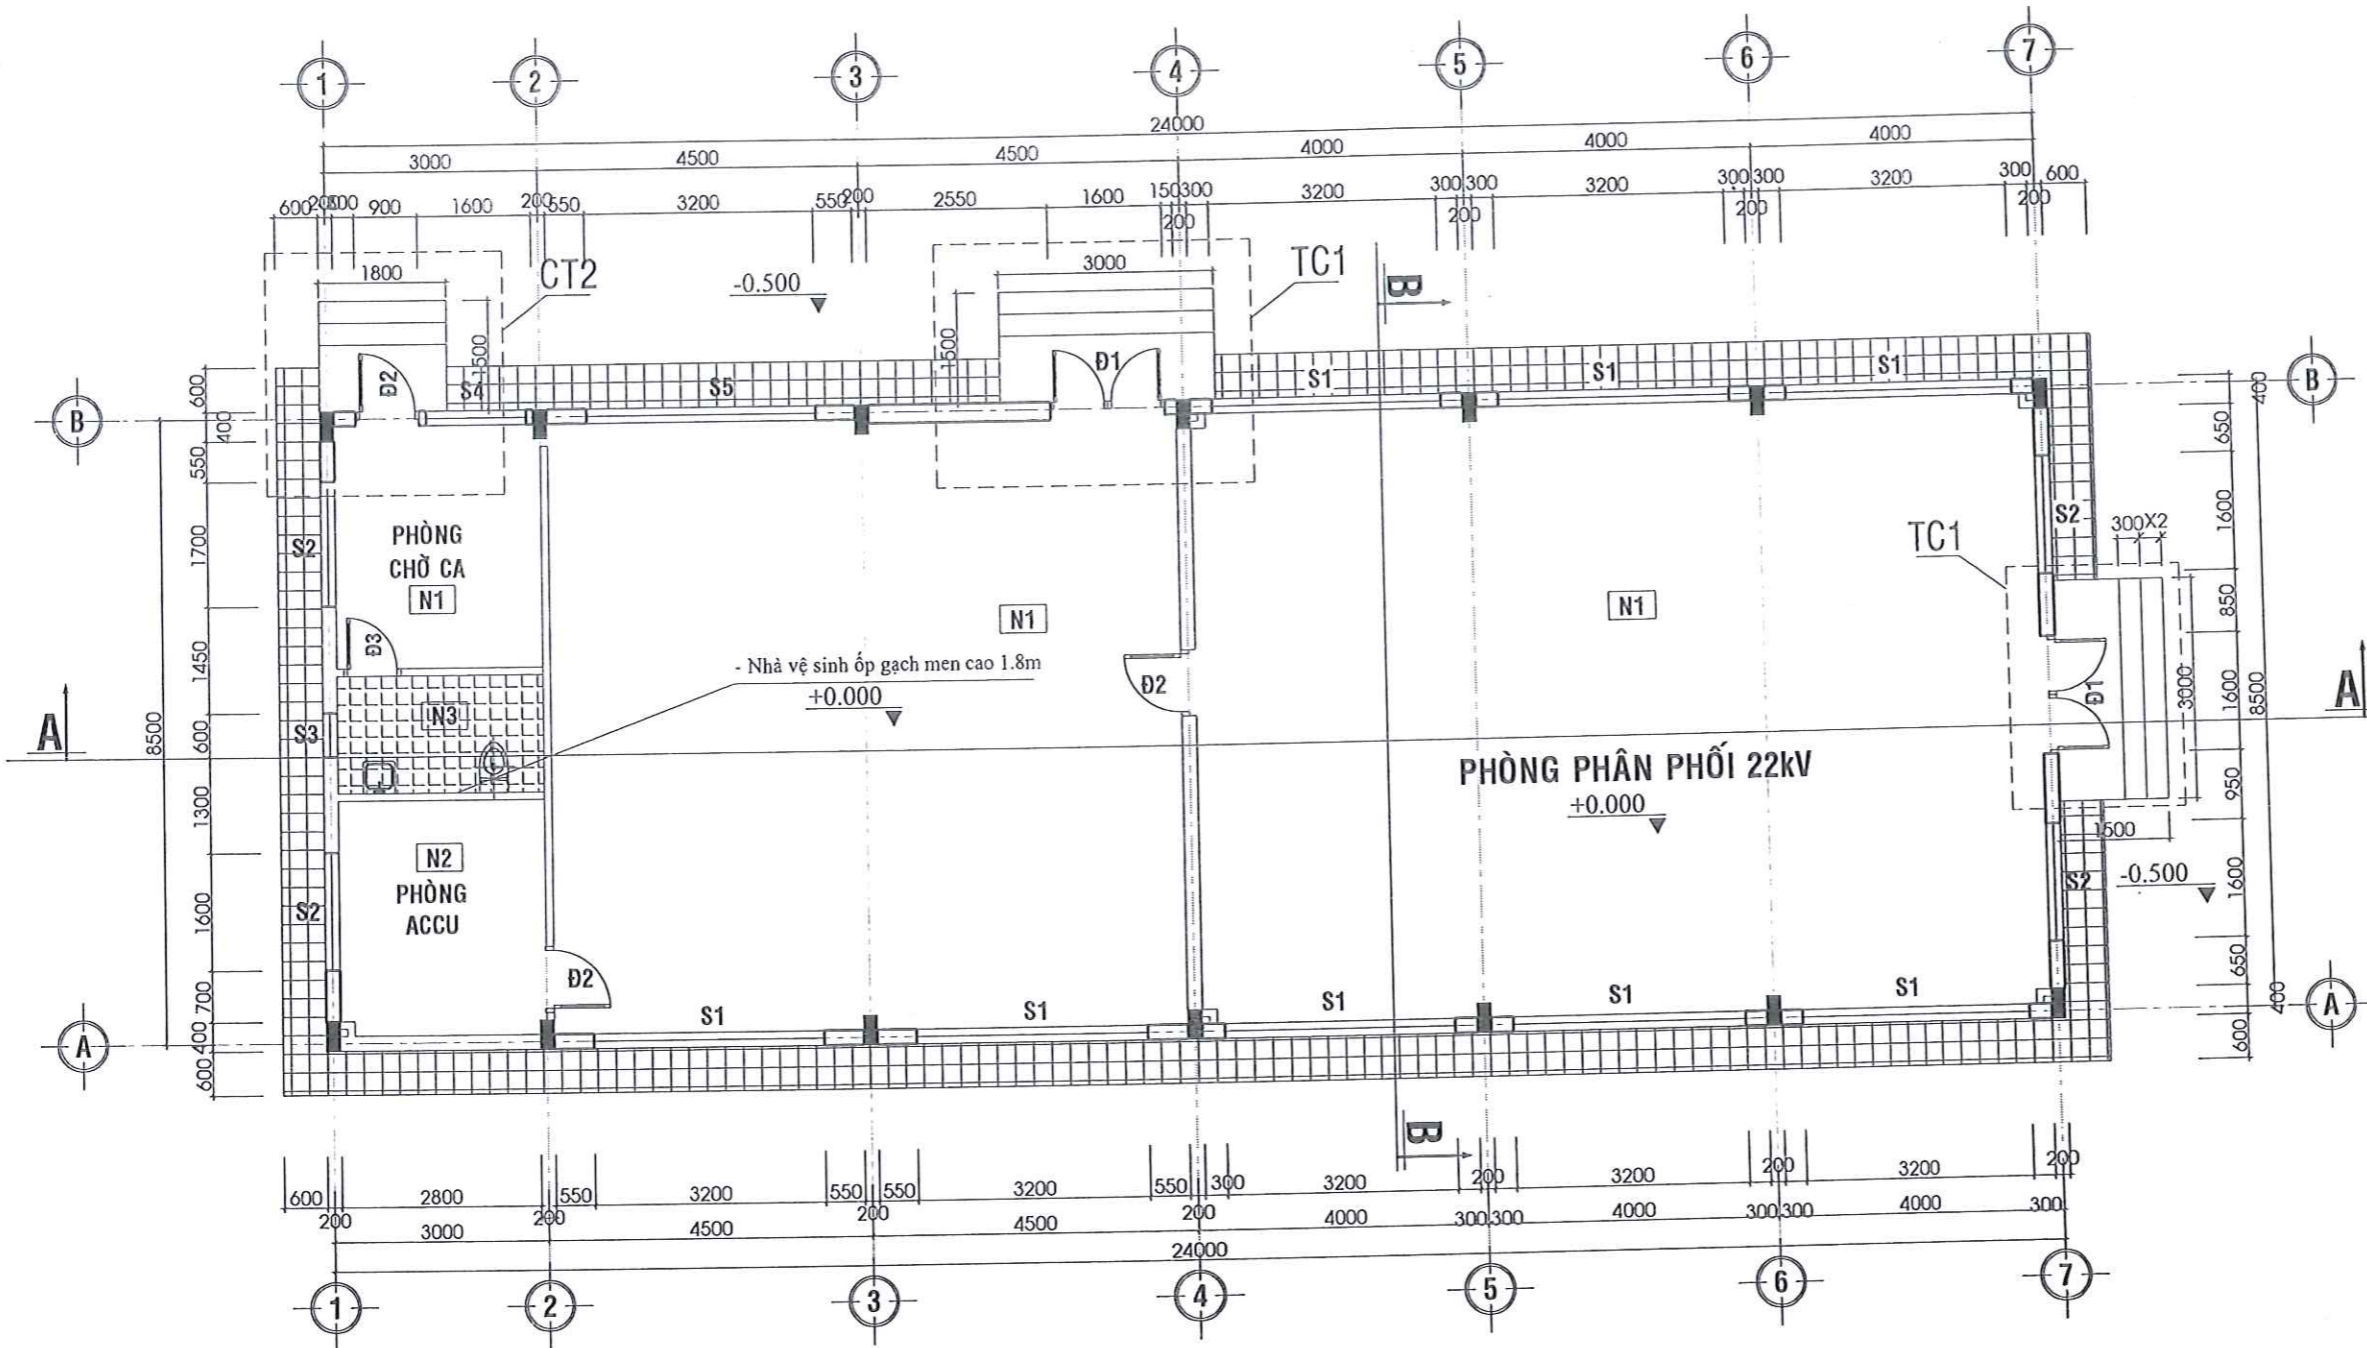 1 2 3 4 5 6 7
24000
3000 4500 4500 4000 4000 4000
600 200 300 900 1600 200 550 3200 550 200 2550 1600 150 300 3200 300 300 3200 300 300 3200 300 600
200 200 200 200
1800 CT2 -0.500 3000 TC1 B
1500 1500
Đ2 S4 S5 Đ1 S1 S1 S1
B B
600 400 550 1700 1450 600 1300 1600 700 400 600
8500
400 650 1600 850 1600 950 1600 650 400 600
8500
PHÒNG
CHỜ CA
N1
S2
Đ3
N1
N1
TC1
S2
300X2
- Nhà vệ sinh ốp gạch men cao 1.8m
+0.000
Đ2
N3
S3
A A
Đ1
3000
PHÒNG PHÂN PHỐI 22kV
+0.000
1500
N2
PHÒNG
ACCU
S2
S2
-0.500
Đ2
S1 S1 S1 S1 S1
A A
B
600 2800 550 3200 550 550 3200 550 300 3200 200 3200 200 3200 200
200 200 200 200
3000 4500 4500 4000 300 300 4000 300 300 4000 300
24000
1 2 3 4 5 6 7